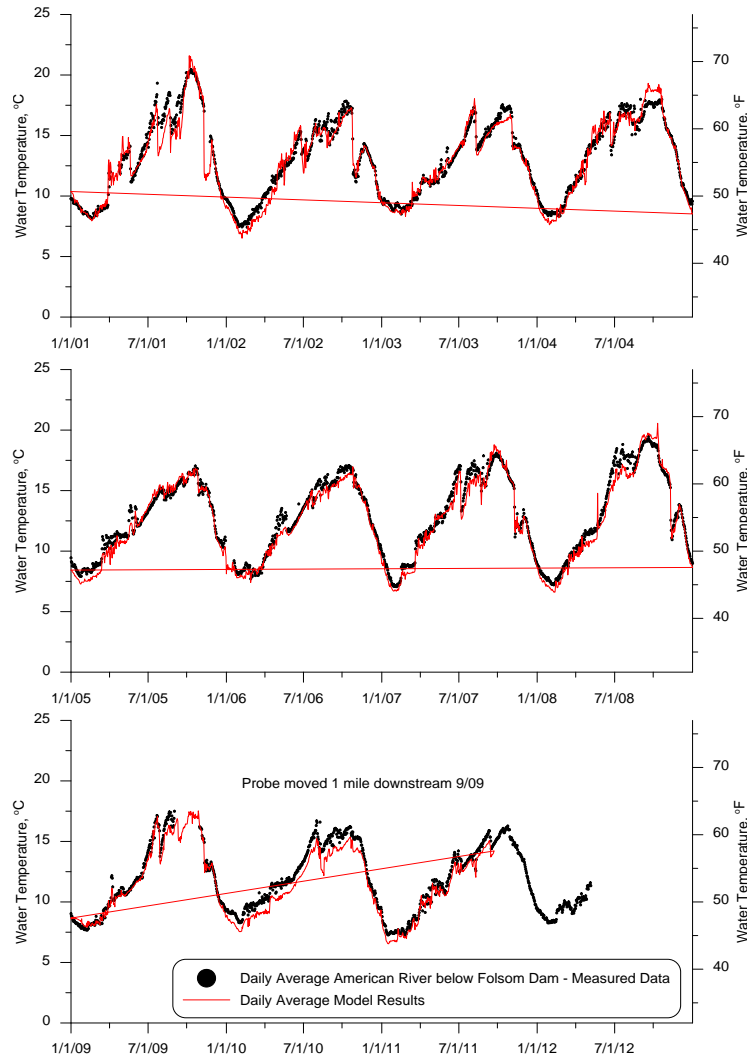 25
20
15
10
5
0
Water Temperature, °C
70
60
50
40
Water Temperature, °F
1/1/01 7/1/01 1/1/02 7/1/02 1/1/03 7/1/03 1/1/04 7/1/04
25
20
15
10
5
0
Water Temperature, °C
70
60
50
40
Water Temperature, °F
1/1/05 7/1/05 1/1/06 7/1/06 1/1/07 7/1/07 1/1/08 7/1/08
25
20
15
10
5
0
Water Temperature, °C
Probe moved 1 mile downstream 9/09
70
60
50
40
Water Temperature, °F
Daily Average American River below Folsom Dam - Measured Data
Daily Average Model Results
1/1/09 7/1/09 1/1/10 7/1/10 1/1/11 7/1/11 1/1/12 7/1/12